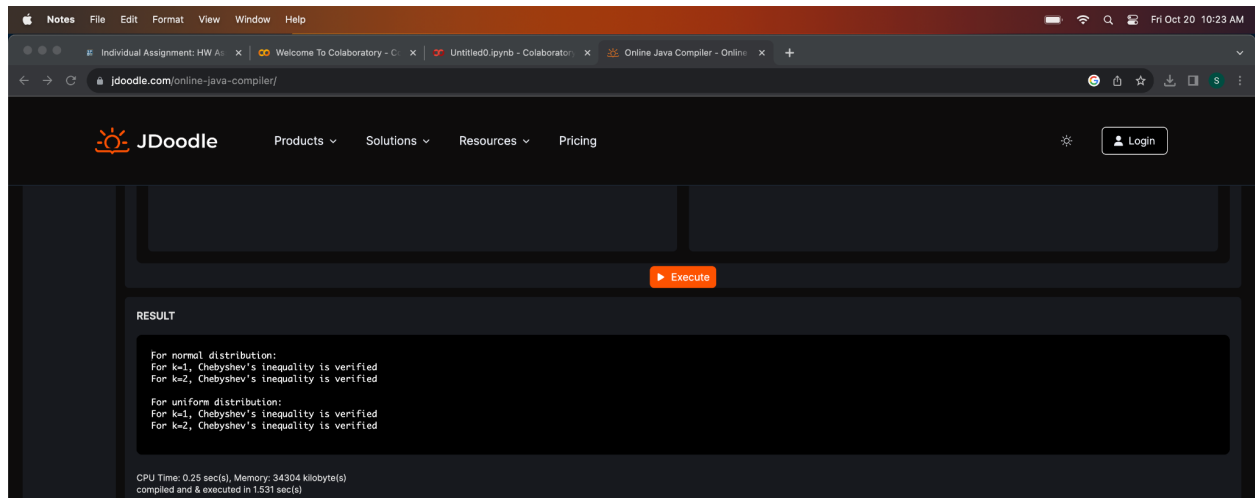 Notes File Edit Format View Window Help Fri Oct 20 10:23 AM
Individual Assignment: HW As Welcome To Colaboratory - C Untitled0.ipynb - Colaboratory Online Java Compiler - Online
jdoodle.com/online-java-compiler/ S
JDoodle Products Solutions Resources Pricing Login
Execute
RESULT
For normal distribution:
For k=1, Chebyshev's inequality is verified
For k=2, Chebyshev's inequality is verified
For uniform distribution:
For k=1, Chebyshev's inequality is verified
For k=2, Chebyshev's inequality is verified
CPU Time: 0.25 sec(s), Memory: 34304 kilobyte(s)
compiled and & executed in 1.531 sec(s)